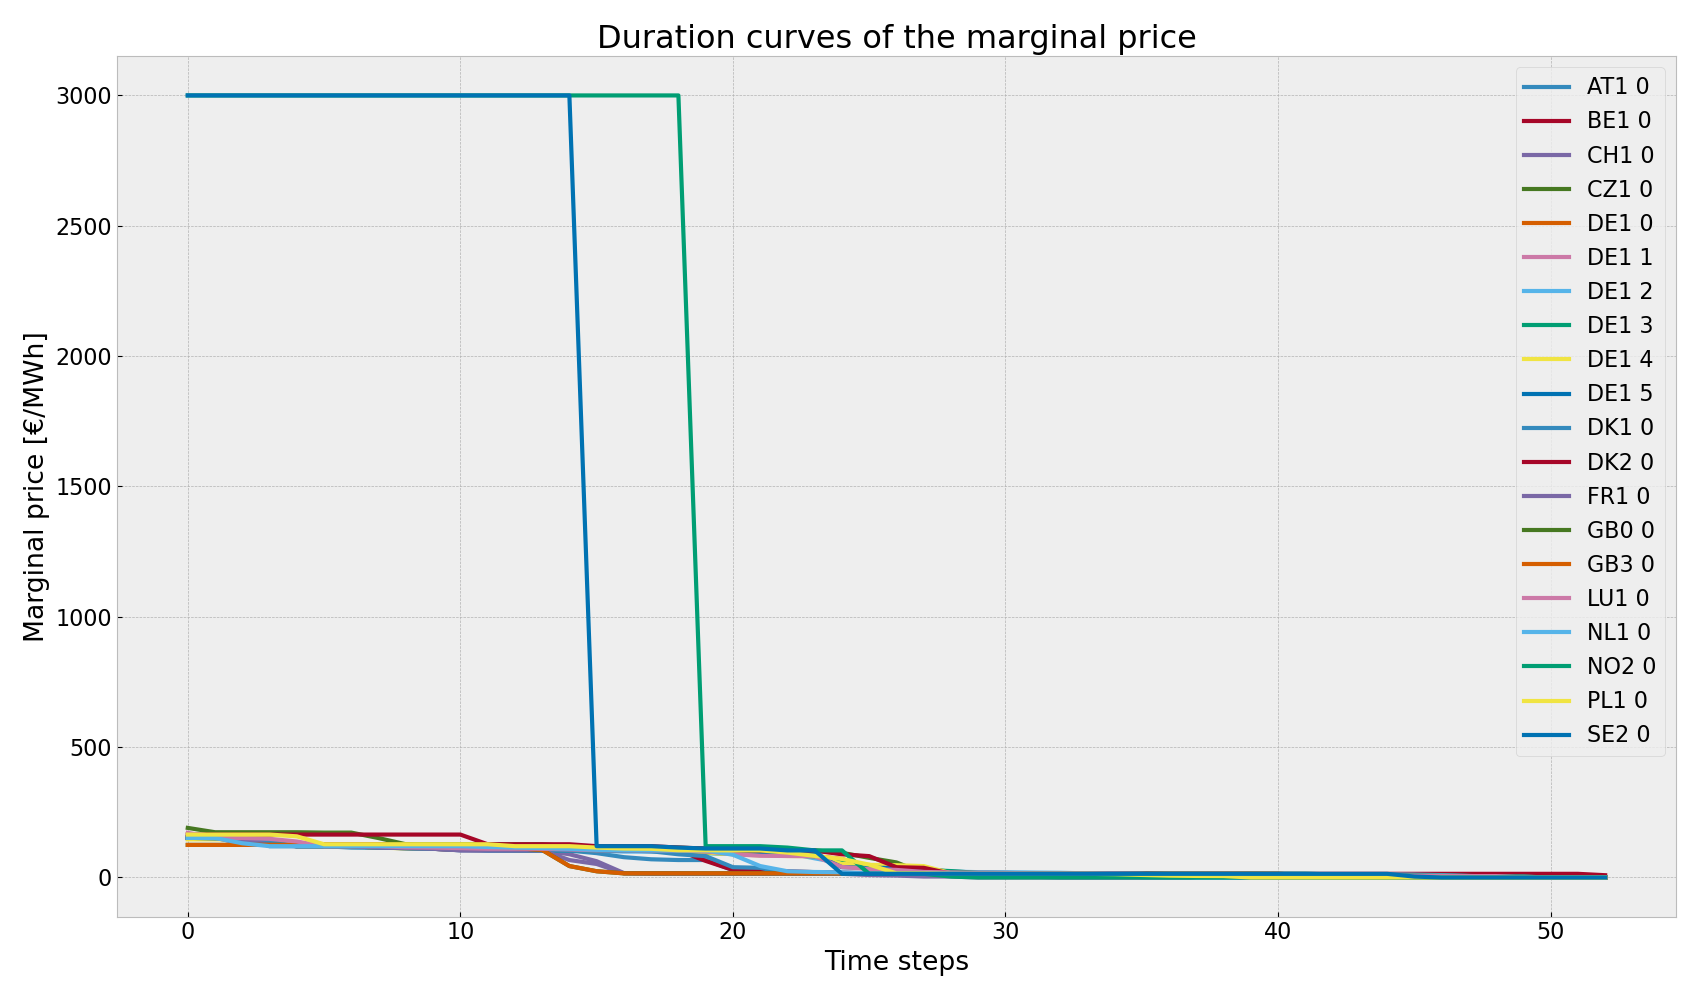 Duration curves of the marginal price
Marginal price [€/MWh]
3000
2500
2000
1500
1000
500
0
0
10
20
30
40
50
Time steps
AT1 0
BE1 0
CH1 0
CZ1 0
DE1 0
DE1 1
DE1 2
DE1 3
DE1 4
DE1 5
DK1 0
DK2 0
FR1 0
GB0 0
GB3 0
LU1 0
NL1 0
NO2 0
PL1 0
SE2 0